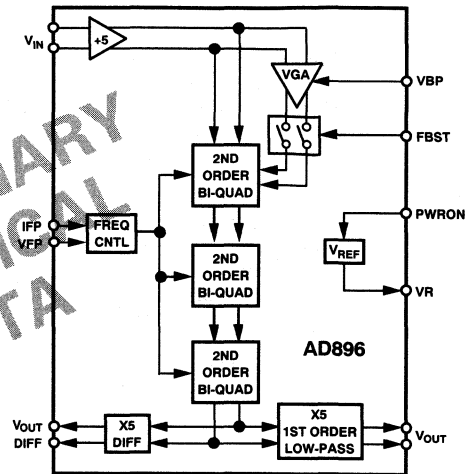 VIN
+5
VGA
VBP
FBST
2ND
ORDER
BI-QUAD
PWRON
IFP
VFP
FREQ
CNTL
VREF
VR
2ND
ORDER
BI-QUAD
2ND
ORDER
BI-QUAD
AD896
VOUT
DIFF
X5
DIFF
X5
1ST ORDER
LOW-PASS
VOUT